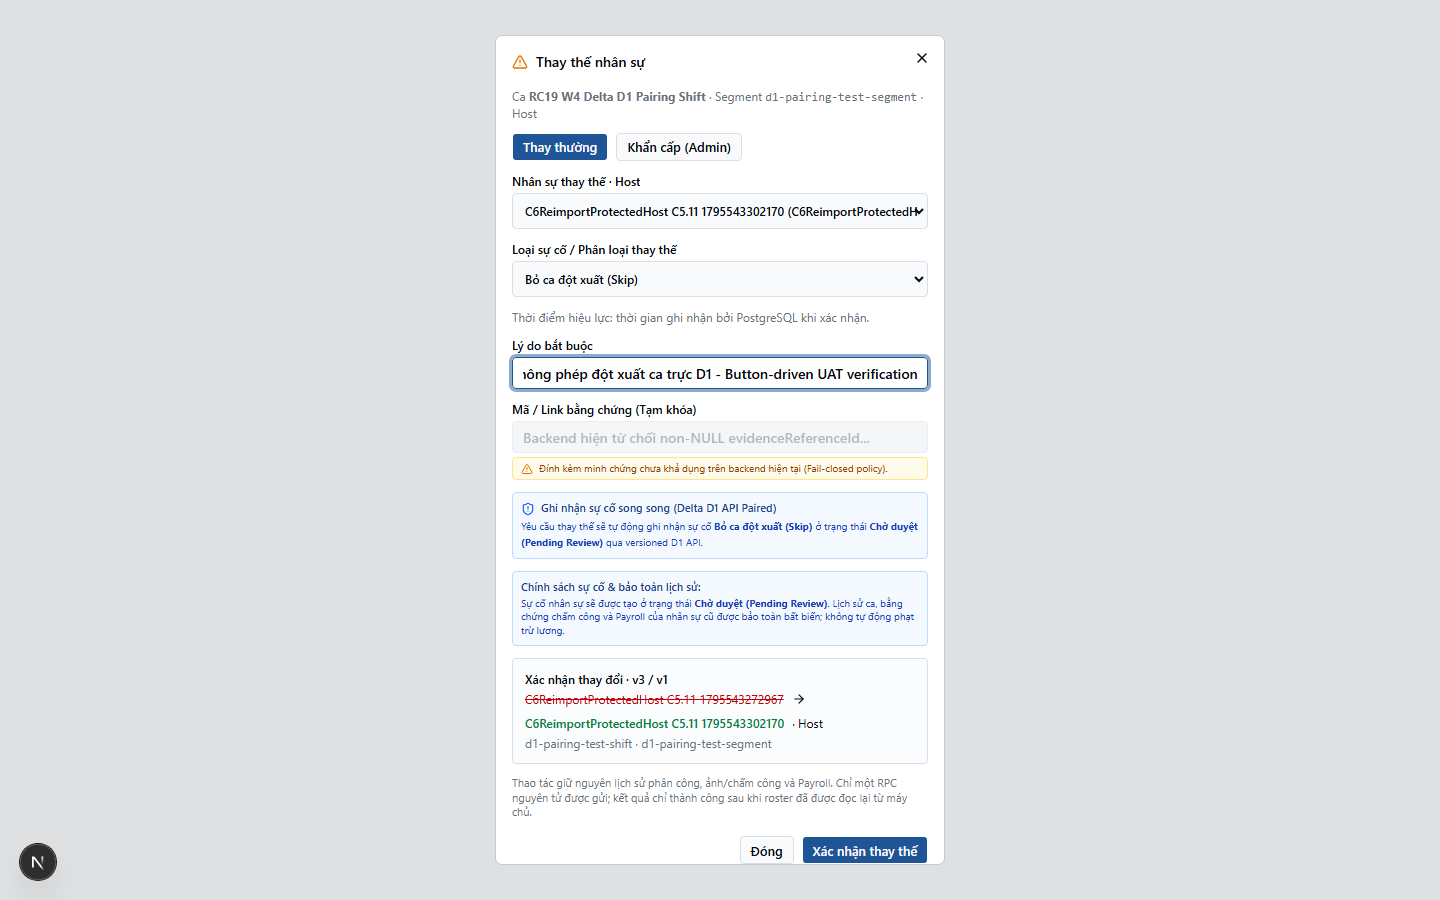 Thay thế nhân sự
Ca RC19 W4 Delta D1 Pairing Shift · Segment d1-pairing-test-segment ·
Host
Thay thường
Khẩn cấp (Admin)
Nhân sự thay thế · Host
C6ReimportProtectedHost C5.11 1795543302170 (C6ReimportProtectedH
Loại sự cố / Phân loại thay thế
Bỏ ca đột xuất (Skip)
Thời điểm hiệu lực: thời gian ghi nhận bởi PostgreSQL khi xác nhận.
Lý do bắt buộc
hông phép đột xuất ca trực D1 - Button-driven UAT verification
Mã / Link bằng chứng (Tạm khóa)
Backend hiện từ chối non-NULL evidenceReferenceId...
Đính kèm minh chứng chưa khả dụng trên backend hiện tại (Fail-closed policy).
Ghi nhận sự cố song song (Delta D1 API Paired)
Yêu cầu thay thế sẽ tự động ghi nhận sự cố Bỏ ca đột xuất (Skip) ở trạng thái Chờ duyệt
(Pending Review) qua versioned D1 API.
Chính sách sự cố & bảo toàn lịch sử:
Sự cố nhân sự sẽ được tạo ở trạng thái Chờ duyệt (Pending Review). Lịch sử ca, bằng
chứng chấm công và Payroll của nhân sự cũ được bảo toàn bất biến; không tự động phạt
trừ lương.
Xác nhận thay đổi · v3 / v1
C6ReimportProtectedHost C5.11 1795543272967 →
C6ReimportProtectedHost C5.11 1795543302170 · Host
d1-pairing-test-shift · d1-pairing-test-segment
Thao tác giữ nguyên lịch sử phân công, ảnh/chấm công và Payroll. Chỉ một RPC
nguyên tử được gửi; kết quả chỉ thành công sau khi roster đã được đọc lại từ máy
chủ.
Đóng
Xác nhận thay thế
N